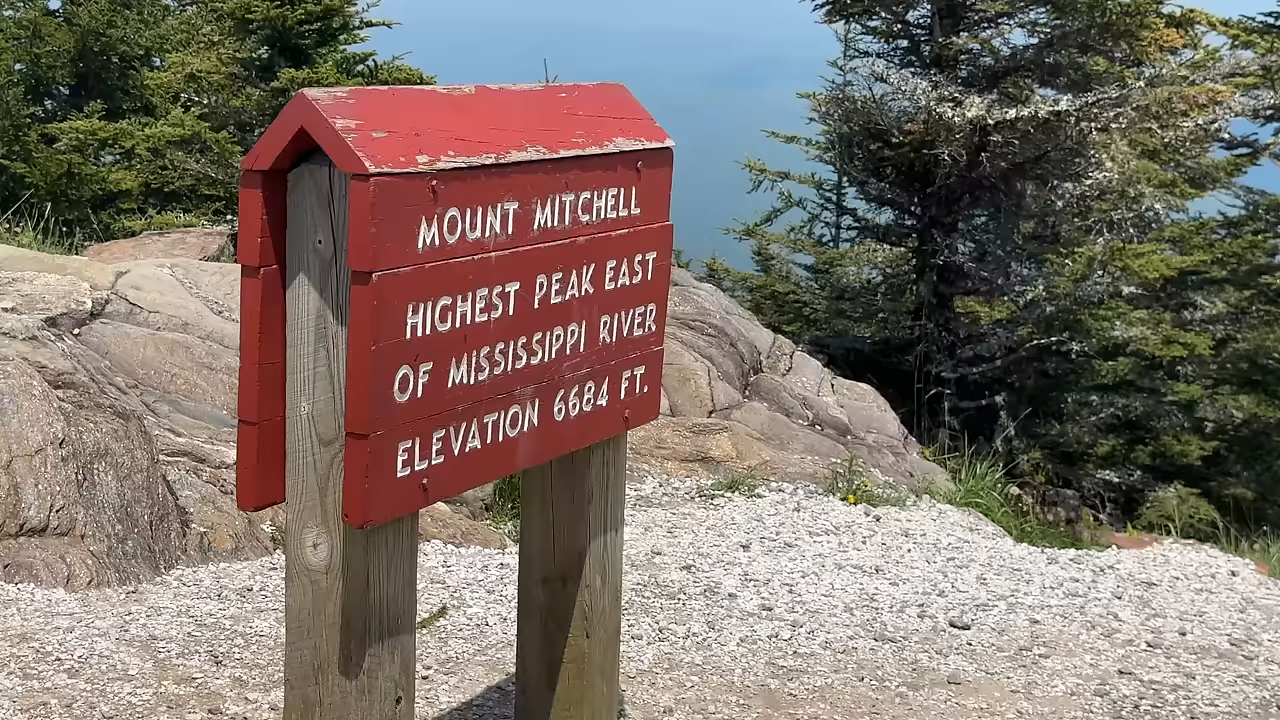 MOUNT MITCHELL
HIGHEST PEAK EAST
OF MISSISSIPPI RIVER
ELEVATION 6684 FT.